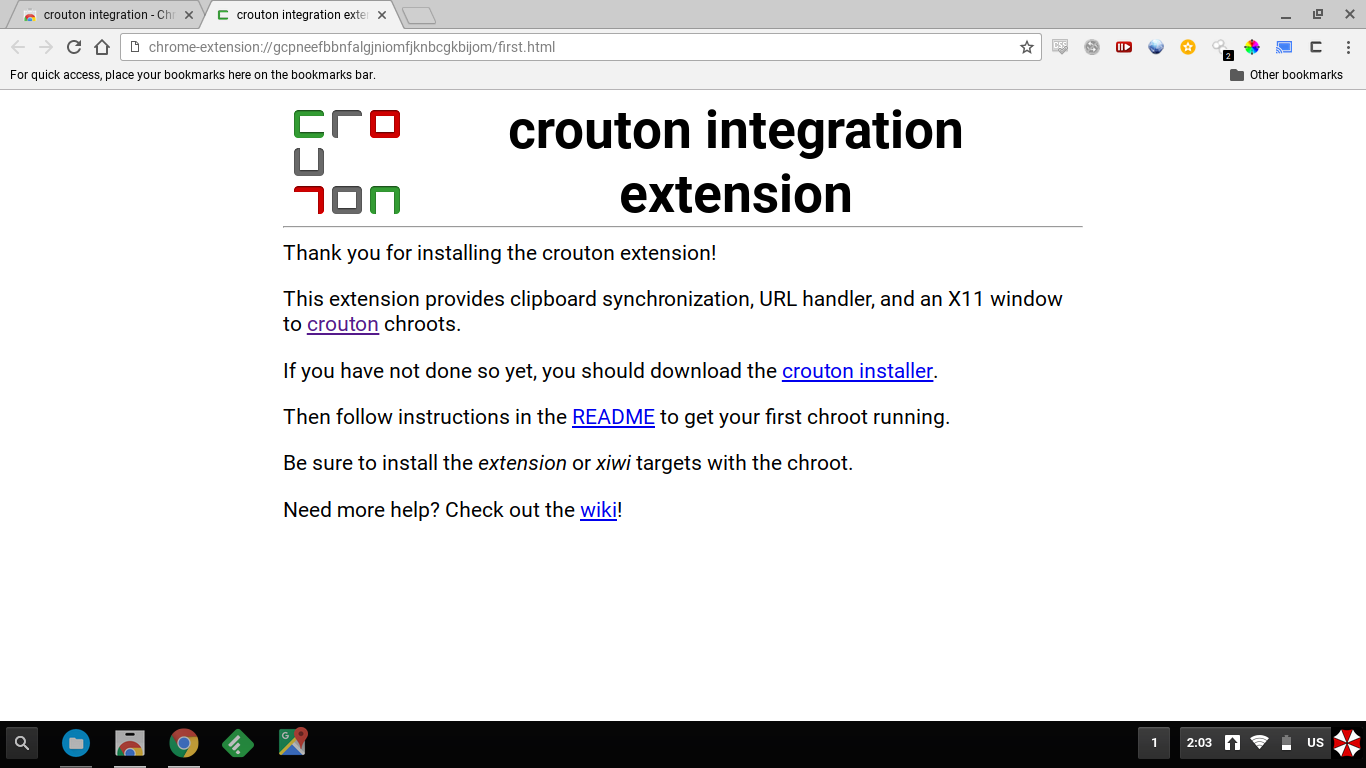 crouton integration - Ch
crouton integration exte
chrome-extension://gcpneefbbnfalgjniomfjknbcgkbijom/first.html
CSS
2
For quick access, place your bookmarks here on the bookmarks bar.
Other bookmarks
cro
u
ton
crouton integration
extension
Thank you for installing the crouton extension!
This extension provides clipboard synchronization, URL handler, and an X11 window
to crouton chroots.
If you have not done so yet, you should download the crouton installer.
Then follow instructions in the README to get your first chroot running.
Be sure to install the extension or xiwi targets with the chroot.
Need more help? Check out the wiki!
G
1
2:03
US